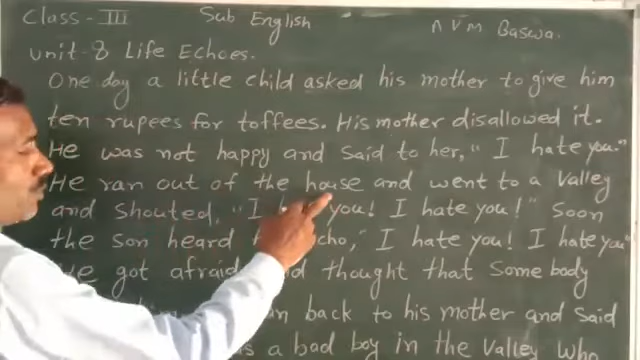 Class-III Sub English A V M Baswa.
Unit-8 Life Echoes.
One day a little child asked his mother to give him
ten rupees for toffees. His mother disallowed it.
He was not happy and said to her, "I hate you."
He ran out of the house and went to a Valley
and shouted, "I you! I hate you!" Soon
the son heard echo, "I hate you! I hate you"
He got afraid and thought that Some body
back to his mother and said
a bad boy in the Valley who